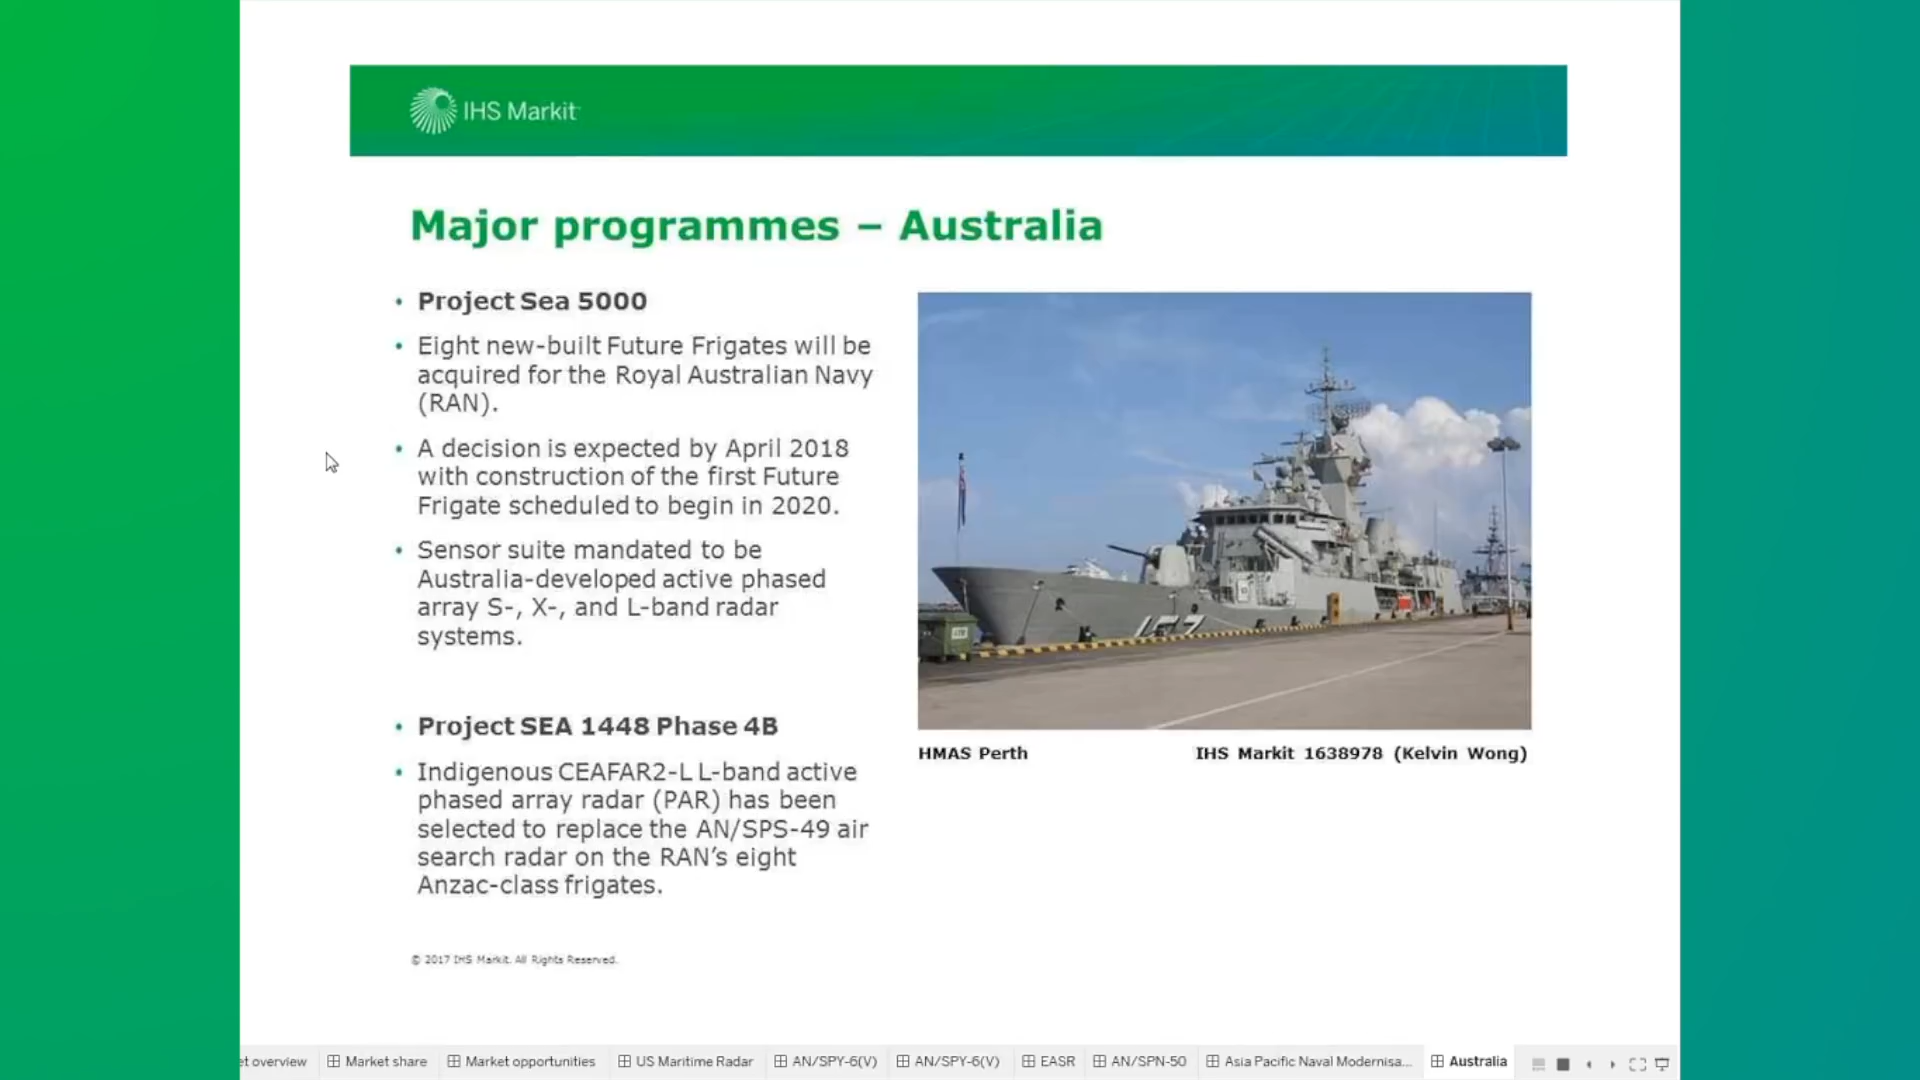 IHS Markit
Major programmes – Australia
• Project Sea 5000
• Eight new-built Future Frigates will be
acquired for the Royal Australian Navy
(RAN).
• A decision is expected by April 2018
with construction of the first Future
Frigate scheduled to begin in 2020.
• Sensor suite mandated to be
Australia-developed active phased
array S-, X-, and L-band radar
systems.
• Project SEA 1448 Phase 4B
• Indigenous CEAFAR2-L L-band active
phased array radar (PAR) has been
selected to replace the AN/SPS-49 air
search radar on the RAN’s eight
Anzac-class frigates.
157
HMAS Perth
IHS Markit 1638978 (Kelvin Wong)
© 2017 IHS Markit. All Rights Reserved.
et overview
Market share
Market opportunities
US Maritime Radar
AN/SPY-6(V)
AN/SPY-6(V)
EASR
AN/SPN-50
Asia Pacific Naval Modernisa...
Australia